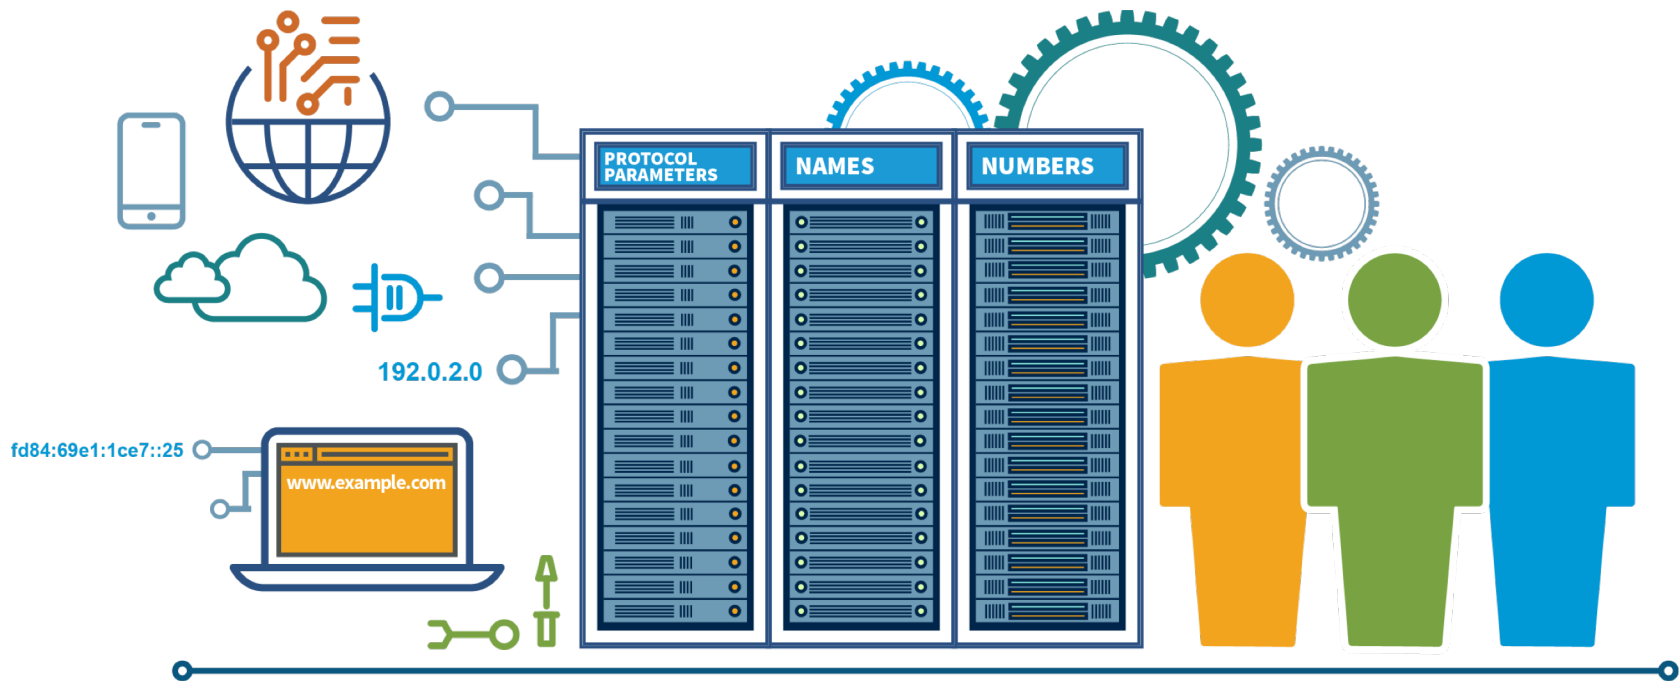 PROTOCOL
PARAMETERS
NAMES
NUMBERS
192.0.2.0
fd84:69e1:1ce7::25
www.example.com